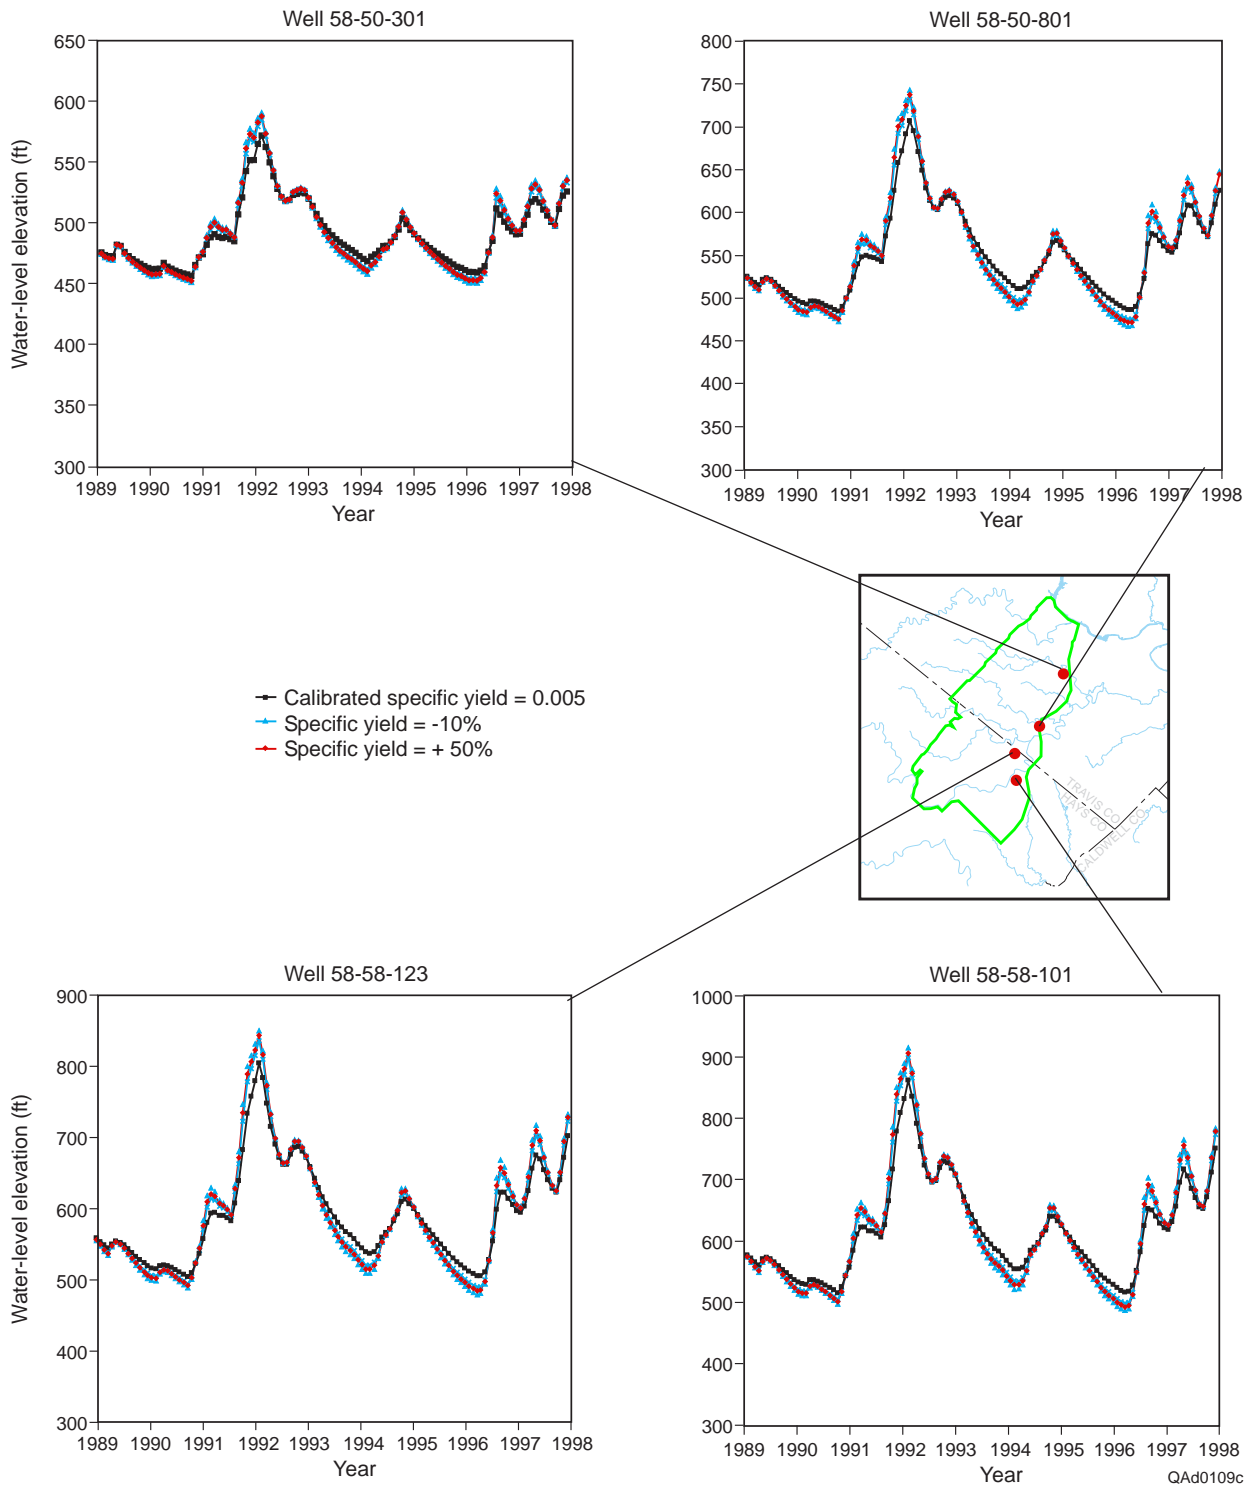 Well 58-50-301
650
600
550
500
450
400
350
300
Water-level elevation (ft)
1989 1990 1991 1992 1993 1994 1995 1996 1997 1998
Year
Well 58-50-801
800
750
700
650
600
550
500
450
400
350
300
1989 1990 1991 1992 1993 1994 1995 1996 1997 1998
Year
Calibrated specific yield = 0.005
Specific yield = -10%
Specific yield = + 50%
TRAVIS CO
HAYS CO
CALDWELL CO
Well 58-58-123
900
800
700
600
500
400
300
Water-level elevation (ft)
1989 1990 1991 1992 1993 1994 1995 1996 1997 1998
Year
Well 58-58-101
1000
900
800
700
600
500
400
300
1989 1990 1991 1992 1993 1994 1995 1996 1997 1998
Year
QAd0109c